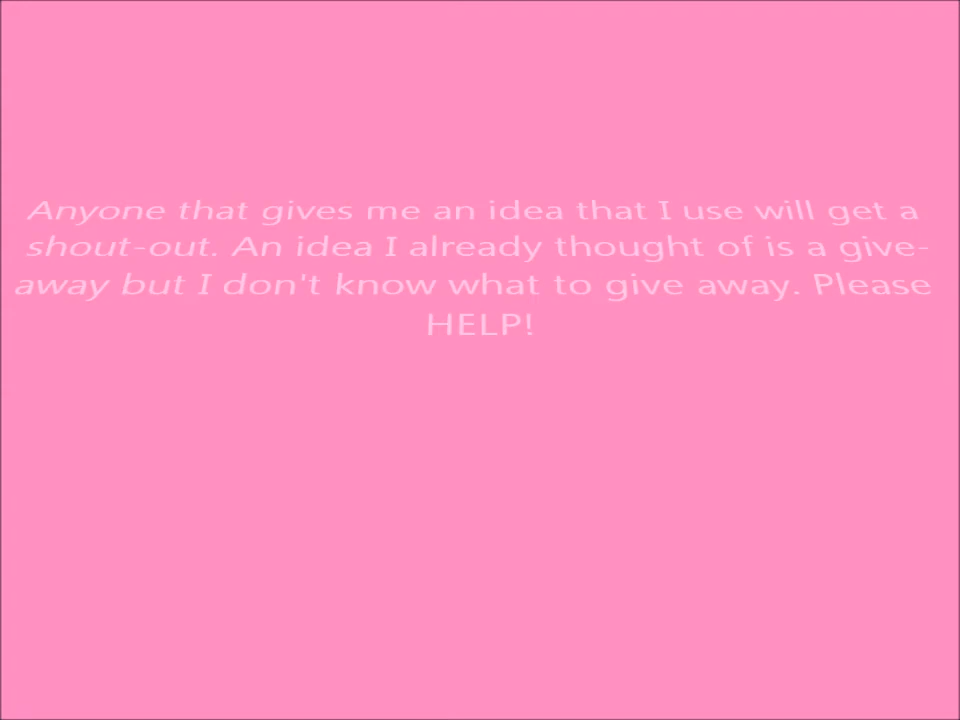 Anyone that gives me an idea that I use will get a
shout-out. An idea I already thought of is a give-
away but I don't know what to give away. Please
HELP!